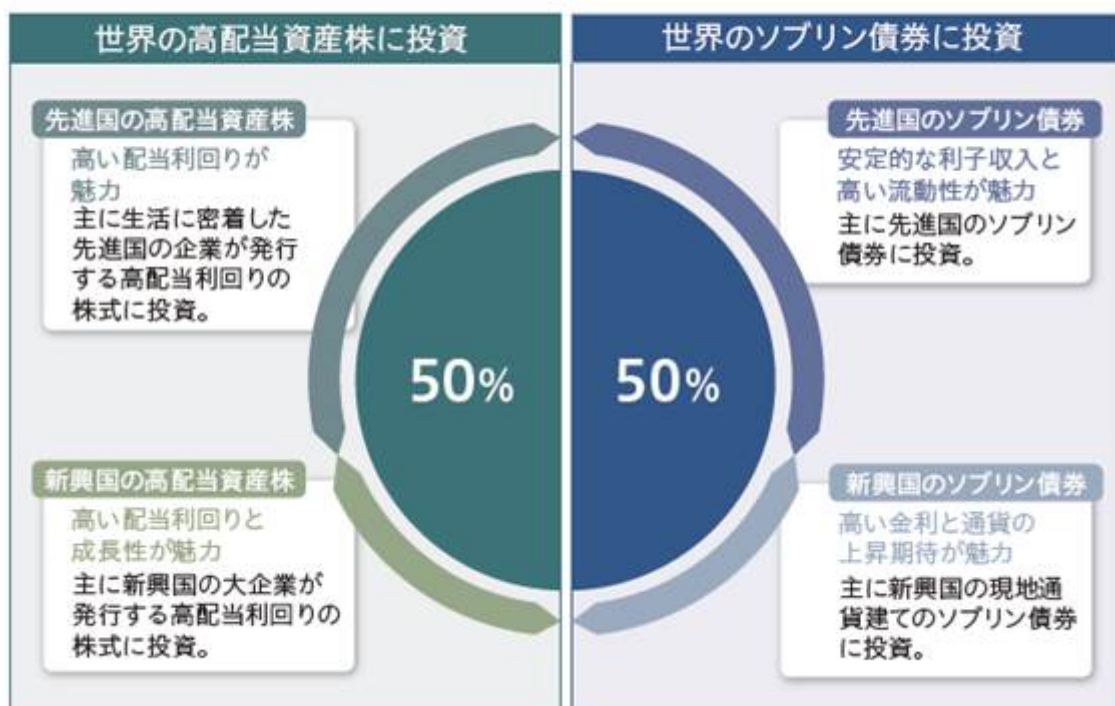 世界の高配当資産株に投資
先進国の高配当資産株
高い配当利回りが
魅力
主に生活に密着した
先進国の企業が発行
する高配当利回りの
株式に投資。
50%
新興国の高配当資産株
高い配当利回りと
成長性が魅力
主に新興国の大企業が
発行する高配当利回りの
株式に投資。
世界のソブリン債券に投資
先進国のソブリン債券
安定的な利子収入と
高い流動性が魅力
主に先進国のソブリン
債券に投資。
50%
新興国のソブリン債券
高い金利と通貨の
上昇期待が魅力
主に新興国の現地通
貨建てのソブリン債券
に投資。